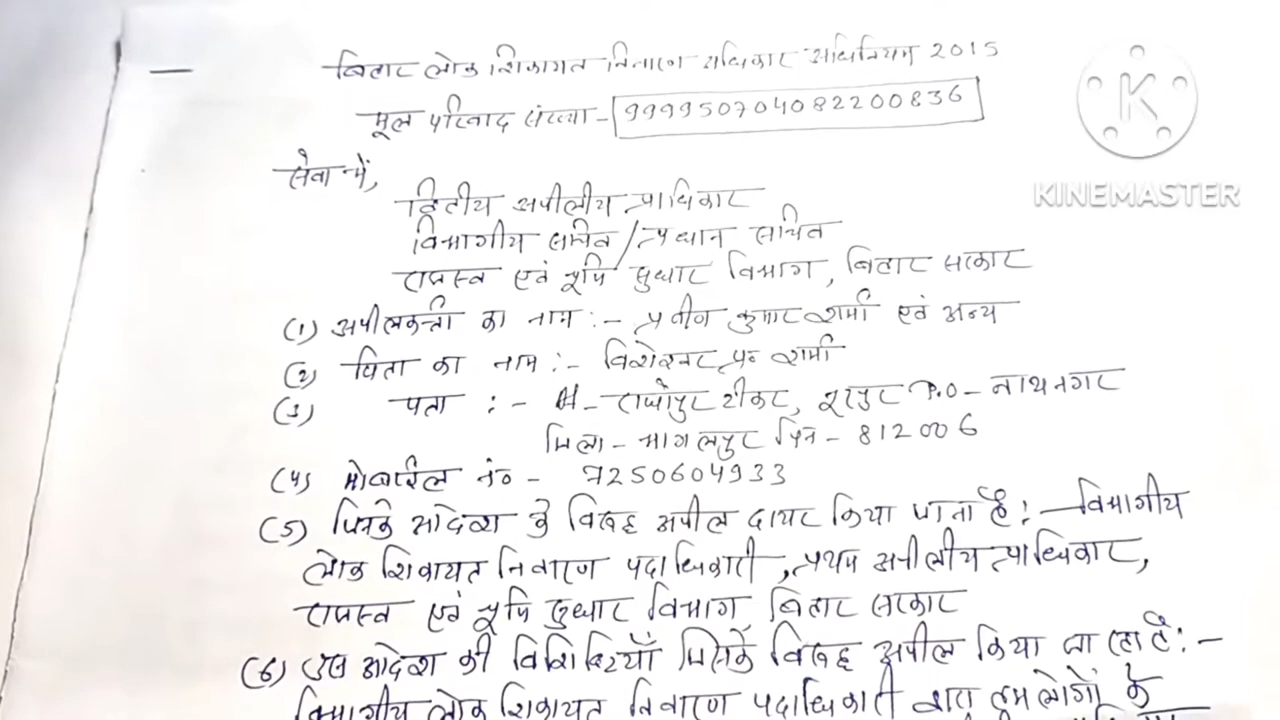 बिहार लोक शिकायत निवारण अधिकार अधिनियम 2015
मूल परिवाद संख्या - 999950704082200836
सेवा में,
द्वितीय अपीलीय प्राधिकार
विभागीय सचिव/प्रधान सचिव
राजस्व एवं भूमि सुधार विभाग, बिहार सरकार
(1) अपीलकर्त्ता का नाम :- प्रवीन कुमार शर्मा एवं अन्य
(2) पिता का नाम :- विशेश्वर प्र० शर्मा
(3) पता :- राघोपुर टीकर, P.O - नाथनगर
जिला - भागलपुर पिन - 812006
(4) मोबाईल नं० - 7250604933
(5) जिनके आदेश के विरूद्ध अपील दायर किया जाता है :- विभागीय
लोक शिकायत निवारण पदाधिकारी, प्रथम अपीलीय प्राधिकार,
राजस्व एवं भूमि सुधार विभाग बिहार सरकार
(6) उस आदेश की विशिष्टियाँ जिसके विरूद्ध अपील किया जा रहा है :-
विभागीय लोक शिकायत निवारण पदाधिकारी द्वारा हम लोगों के
KINEMASTER